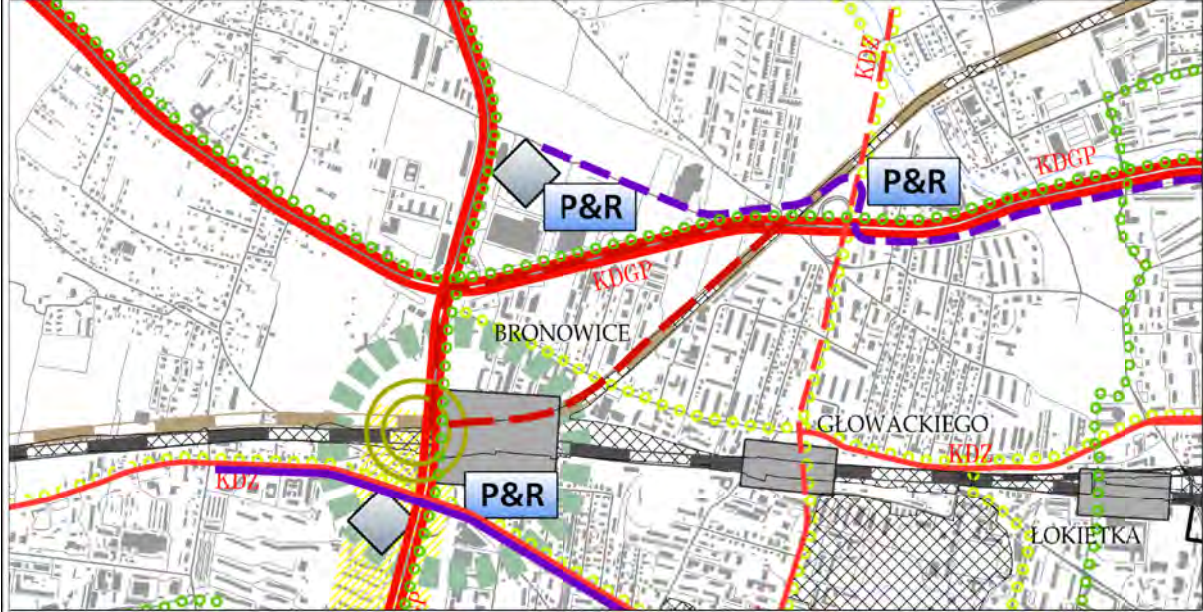 KDZ
KDGP
P&R
P&R
KDGP
BRONOWICE
GŁOWACKIEGO
KDZ
KDZ
P&R
ŁOKIETKA
P